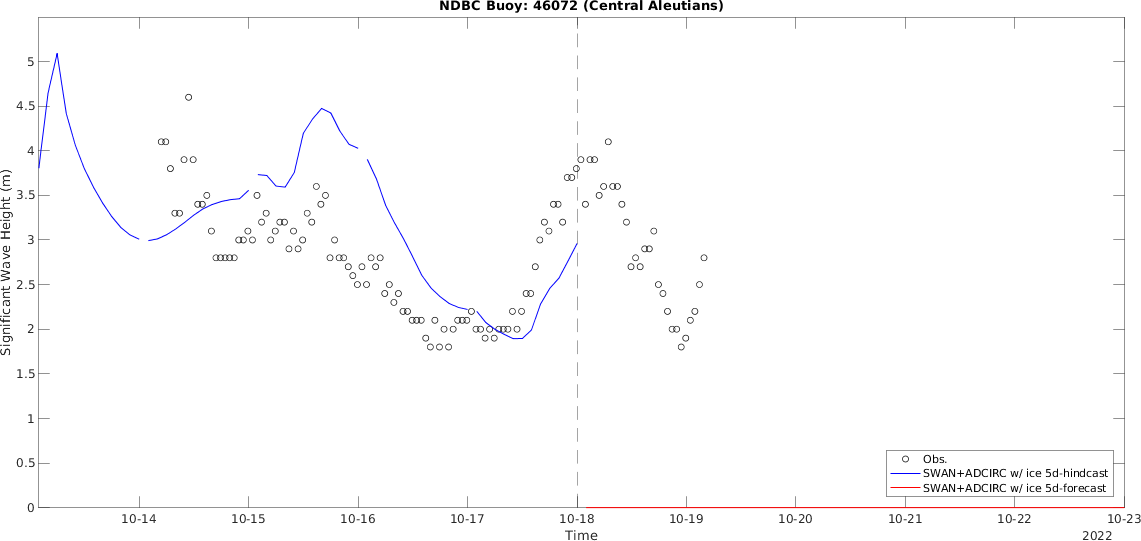 NDBC Buoy: 46072 (Central Aleutians)
Significant Wave Height (m)
5
4.5
4
3.5
3
2.5
2
1.5
1
0.5
0
Obs.
SWAN+ADCIRC w/ ice 5d-hindcast
SWAN+ADCIRC w/ ice 5d-forecast
10-14 10-15 10-16 10-17 10-18 10-19 10-20 10-21 10-22 10-23
Time
2022